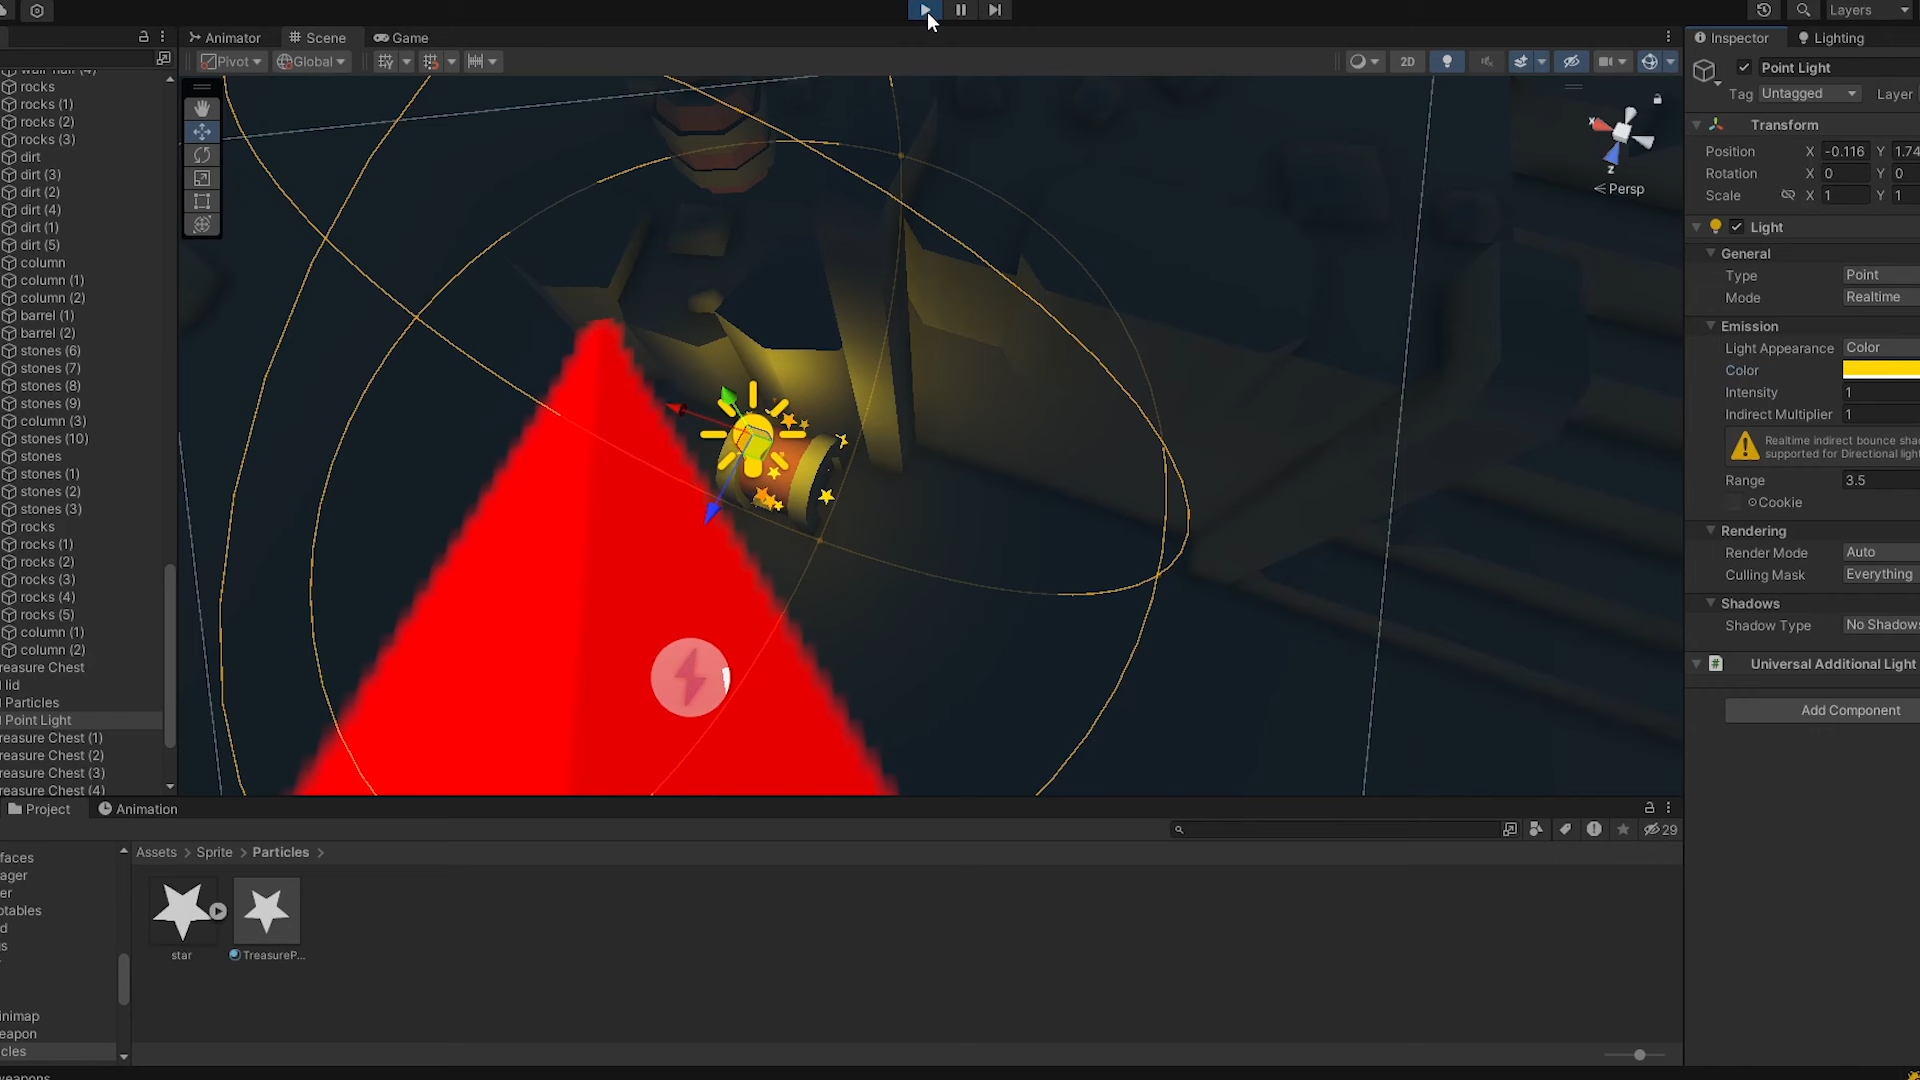 Layers
Animator
Scene
Game
Inspector
Lighting
Pivot
Global
2D
Point Light
Tag
Untagged
Layer
Transform
Position X -0.116 Y 1.74
Rotation X 0 Y 0
Scale X 1 Y 1
x
z
Persp
Light
General
Type Point
Mode Realtime
Emission
Light Appearance Color
Color
Intensity 1
Indirect Multiplier 1
Realtime indirect bounce sha
supported for Directional light
Range 3.5
Cookie
Rendering
Render Mode Auto
Culling Mask Everything
Shadows
Shadow Type No Shadows
Universal Additional Light
Add Component
rocks
rocks (1)
rocks (2)
rocks (3)
dirt
dirt (3)
dirt (2)
dirt (4)
dirt (1)
dirt (5)
column
column (1)
column (2)
barrel (1)
barrel (2)
stones (6)
stones (7)
stones (8)
stones (9)
column (3)
stones (10)
stones
stones (1)
stones (2)
stones (3)
rocks
rocks (1)
rocks (2)
rocks (3)
rocks (4)
rocks (5)
column (1)
column (2)
reasure Chest
lid
Particles
Point Light
reasure Chest (1)
reasure Chest (2)
reasure Chest (3)
reasure Chest (4)
Project
Animation
29
Assets > Sprite > Particles >
faces
ager
er
otables
d
s
inimap
eapon
cles
weapons
star
TreasureP...